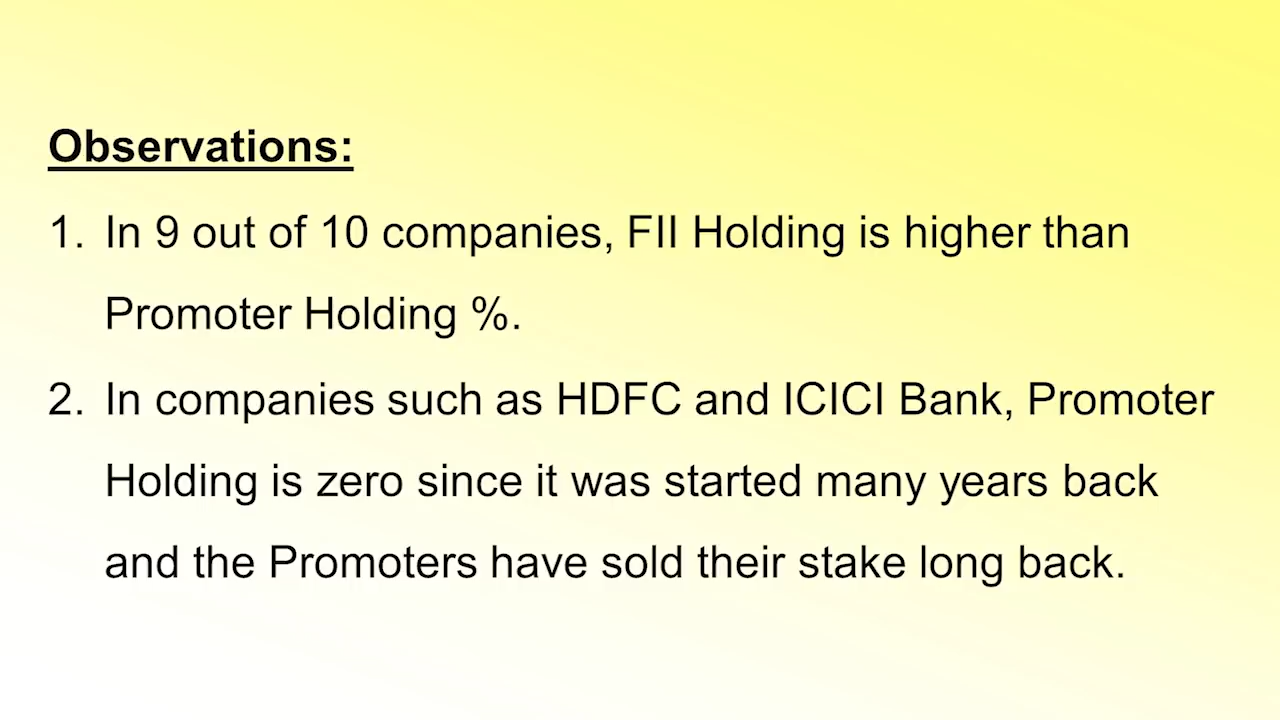 Observations:
1. In 9 out of 10 companies, FII Holding is higher than
Promoter Holding %.
2. In companies such as HDFC and ICICI Bank, Promoter
Holding is zero since it was started many years back
and the Promoters have sold their stake long back.